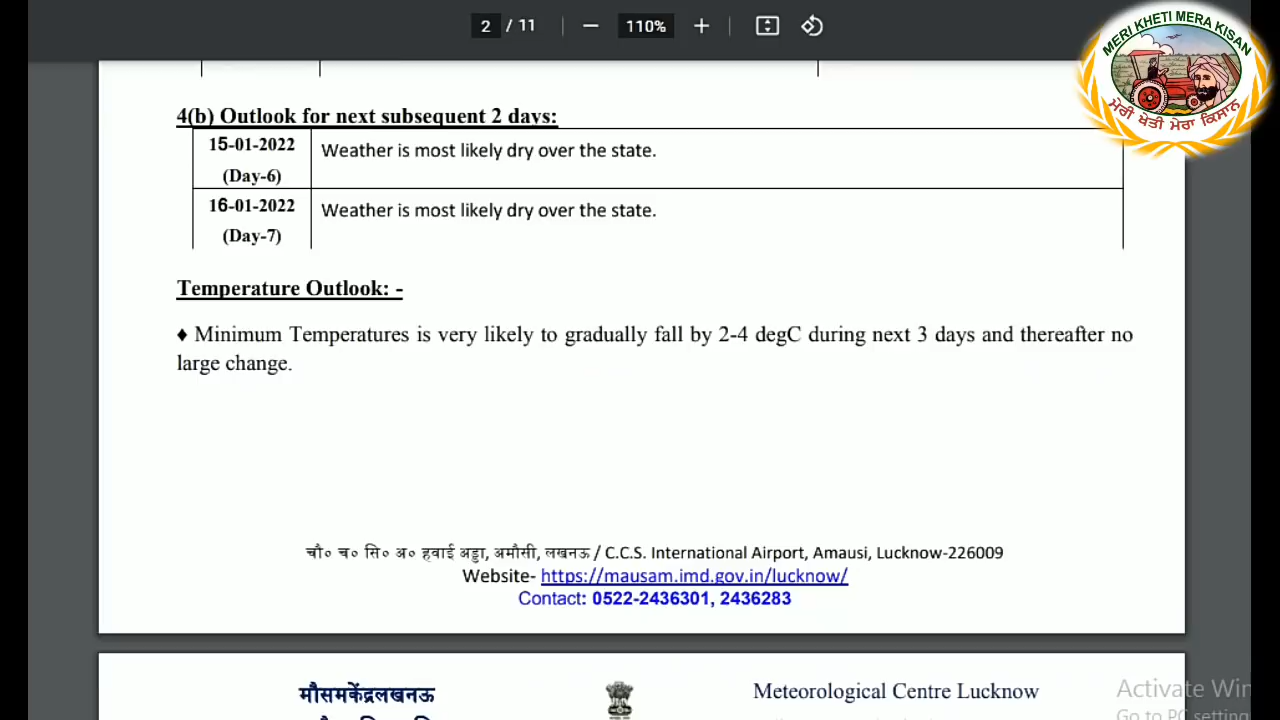 2 / 11
110%
MERI KHETI MERA KISAN
ਮੇਰੀ ਖੇਤੀ ਮੇਰਾ ਕਿਸਾਨ
4(b) Outlook for next subsequent 2 days:
15-01-2022 Weather is most likely dry over the state.
(Day-6)
16-01-2022 Weather is most likely dry over the state.
(Day-7)
Temperature Outlook: -
♦ Minimum Temperatures is very likely to gradually fall by 2-4 degC during next 3 days and thereafter no
large change.
चौ० च० सि० अ० हवाई अड्डा, अमौसी, लखनऊ / C.C.S. International Airport, Amausi, Lucknow-226009
Website- https://mausam.imd.gov.in/lucknow/
Contact: 0522-2436301, 2436283
मौसमकेंद्रलखनऊ
Meteorological Centre Lucknow
Activate Win
Go to PC setting